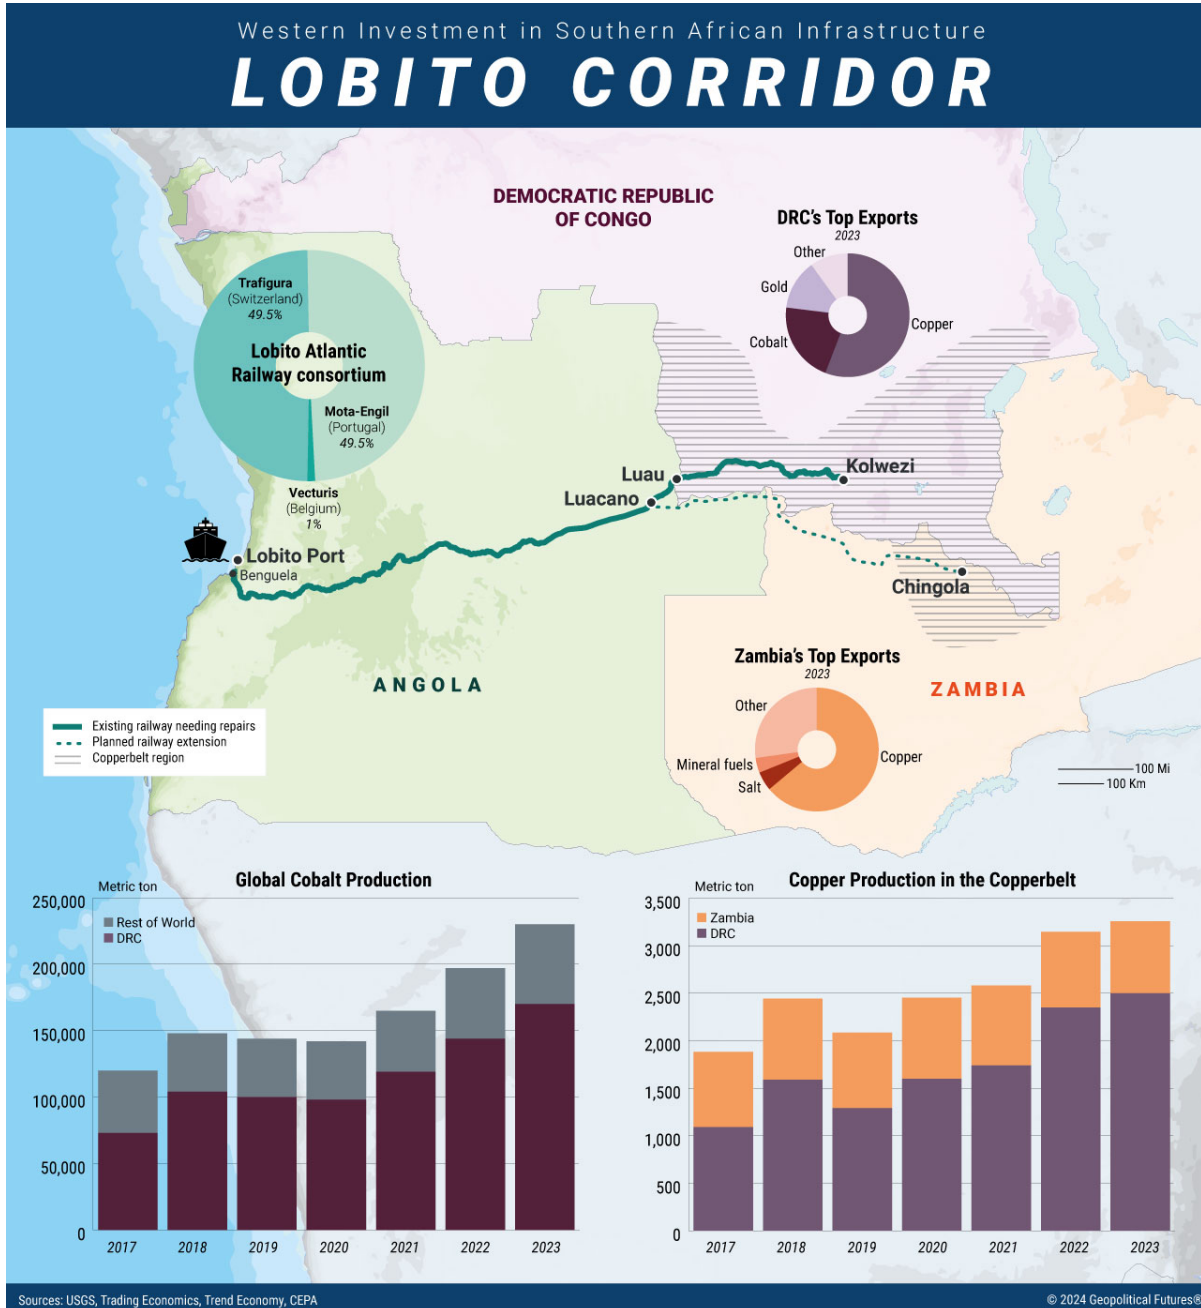 Western Investment in Southern African Infrastructure
LOBITO CORRIDOR
DEMOCRATIC REPUBLIC
OF CONGO
DRC's Top Exports
2023
Other
Gold
Cobalt
Copper
Trafigura
(Switzerland)
49.5%
Lobito Atlantic
Railway consortium
Mota-Engil
(Portugal)
49.5%
Vecturis
(Belgium)
1%
Luau
Kolwezi
Luacano
Lobito Port
Benguela
Chingola
ANGOLA
ZAMBIA
Zambia's Top Exports
2023
Other
Mineral fuels
Salt
Copper
Existing railway needing repairs
Planned railway extension
Copperbelt region
100 Mi
100 Km
Global Cobalt Production
Metric ton
250,000
200,000
150,000
100,000
50,000
0
Rest of World
DRC
2017 2018 2019 2020 2021 2022 2023
Copper Production in the Copperbelt
Metric ton
3,500
3,000
2,500
2,000
1,500
1,000
500
0
Zambia
DRC
2017 2018 2019 2020 2021 2022 2023
Sources: USGS, Trading Economics, Trend Economy, CEPA
© 2024 Geopolitical Futures®